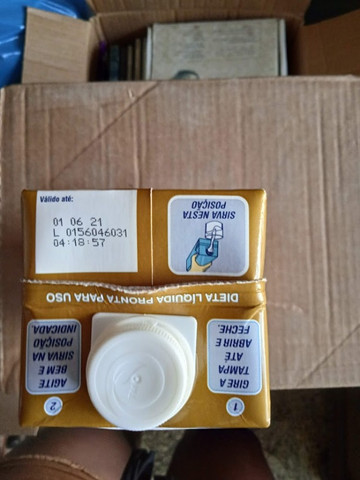 Válido até:
01 06 21
L 0156046031
04:18:57
SIRVA NESTA
POSIÇÃO
DIETA LÍQUIDA PRONTA PARA USO
1
GIRE A
TAMPA
ATÉ
ABRIR E
FECHE.
2
AGITE
BEM E
SIRVA NA
POSIÇÃO
INDICADA